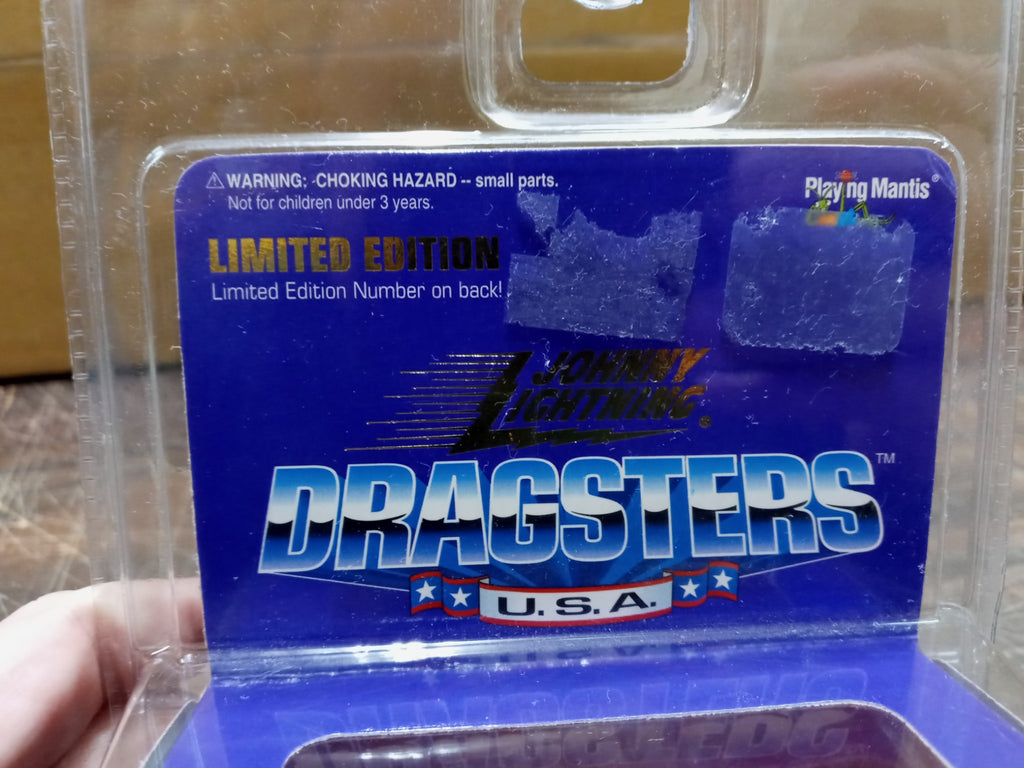 ⚠ WARNING: CHOKING HAZARD -- small parts.
Not for children under 3 years.
Playing Mantis®
LIMITED EDITION
Limited Edition Number on back!
JOHNNY
LIGHTNING®
DRAGSTERS™
U.S.A.